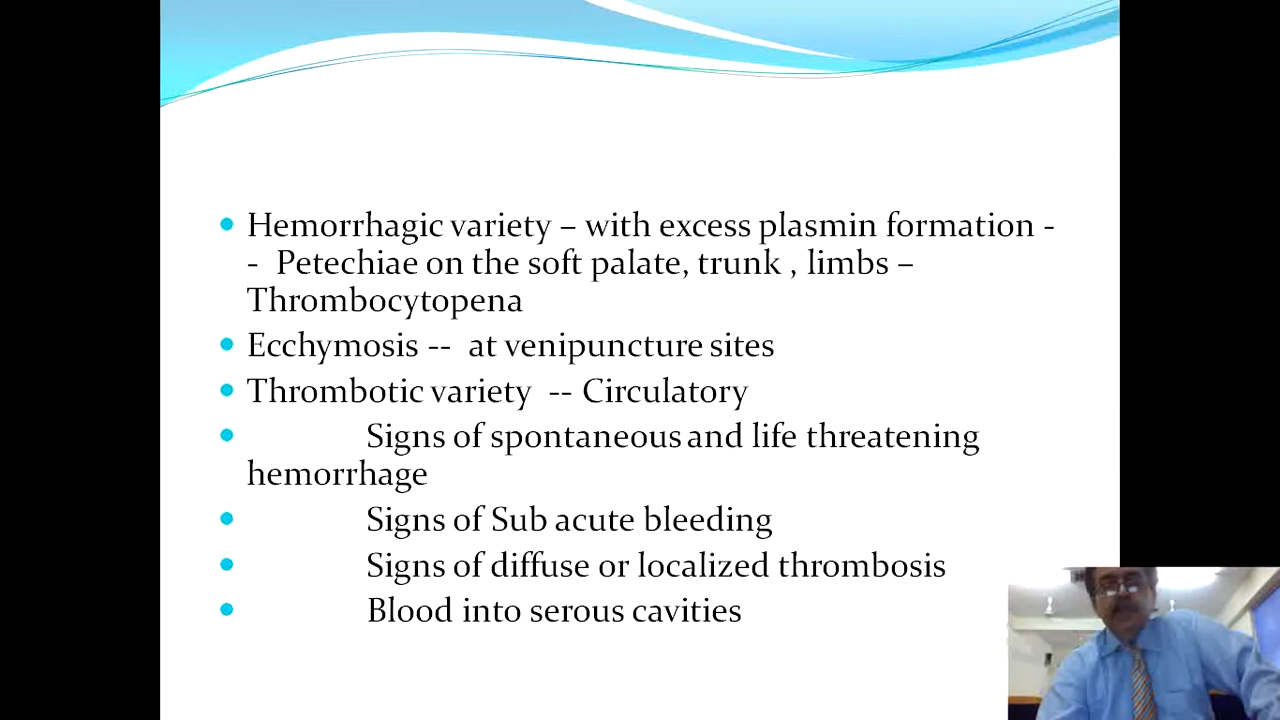 Hemorrhagic variety – with excess plasmin formation -
- Petechiae on the soft palate, trunk , limbs –
Thrombocytopena
Ecchymosis -- at venipuncture sites
Thrombotic variety -- Circulatory
Signs of spontaneous and life threatening
hemorrhage
Signs of Sub acute bleeding
Signs of diffuse or localized thrombosis
Blood into serous cavities